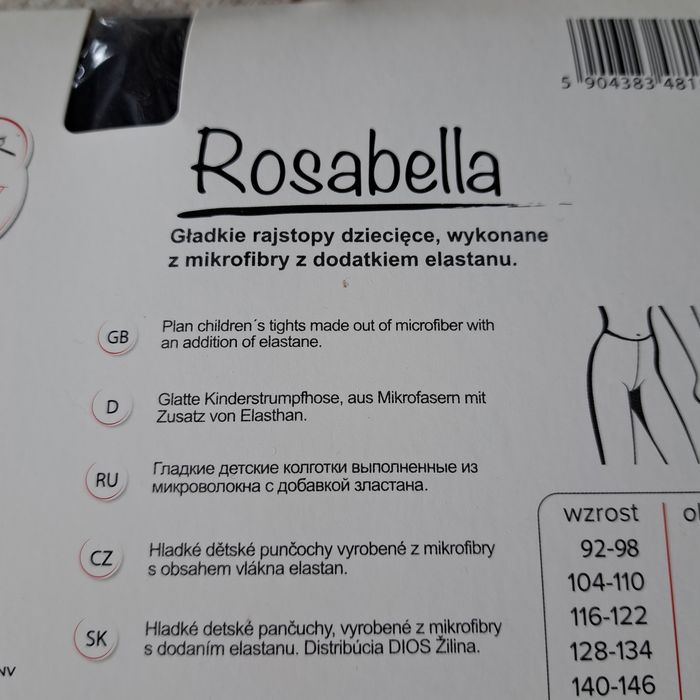 5 904383 481
Rosabella
Gładkie rajstopy dziecięce, wykonane
z mikrofibry z dodatkiem elastanu.
GB
Plan children´s tights made out of microfiber with
an addition of elastane.
D
Glatte Kinderstrumpfhose, aus Mikrofasern mit
Zusatz von Elasthan.
RU
Гладкие детские колготки выполненные из
микроволокна с добавкой зластана.
CZ
Hladké dětské punčochy vyrobené z mikrofibry
s obsahem vlákna elastan.
SK
Hladké detské pančuchy, vyrobené z mikrofibry
s dodaním elastanu. Distribúcia DIOS Žilina.
wzrost
92-98
104-110
116-122
128-134
140-146